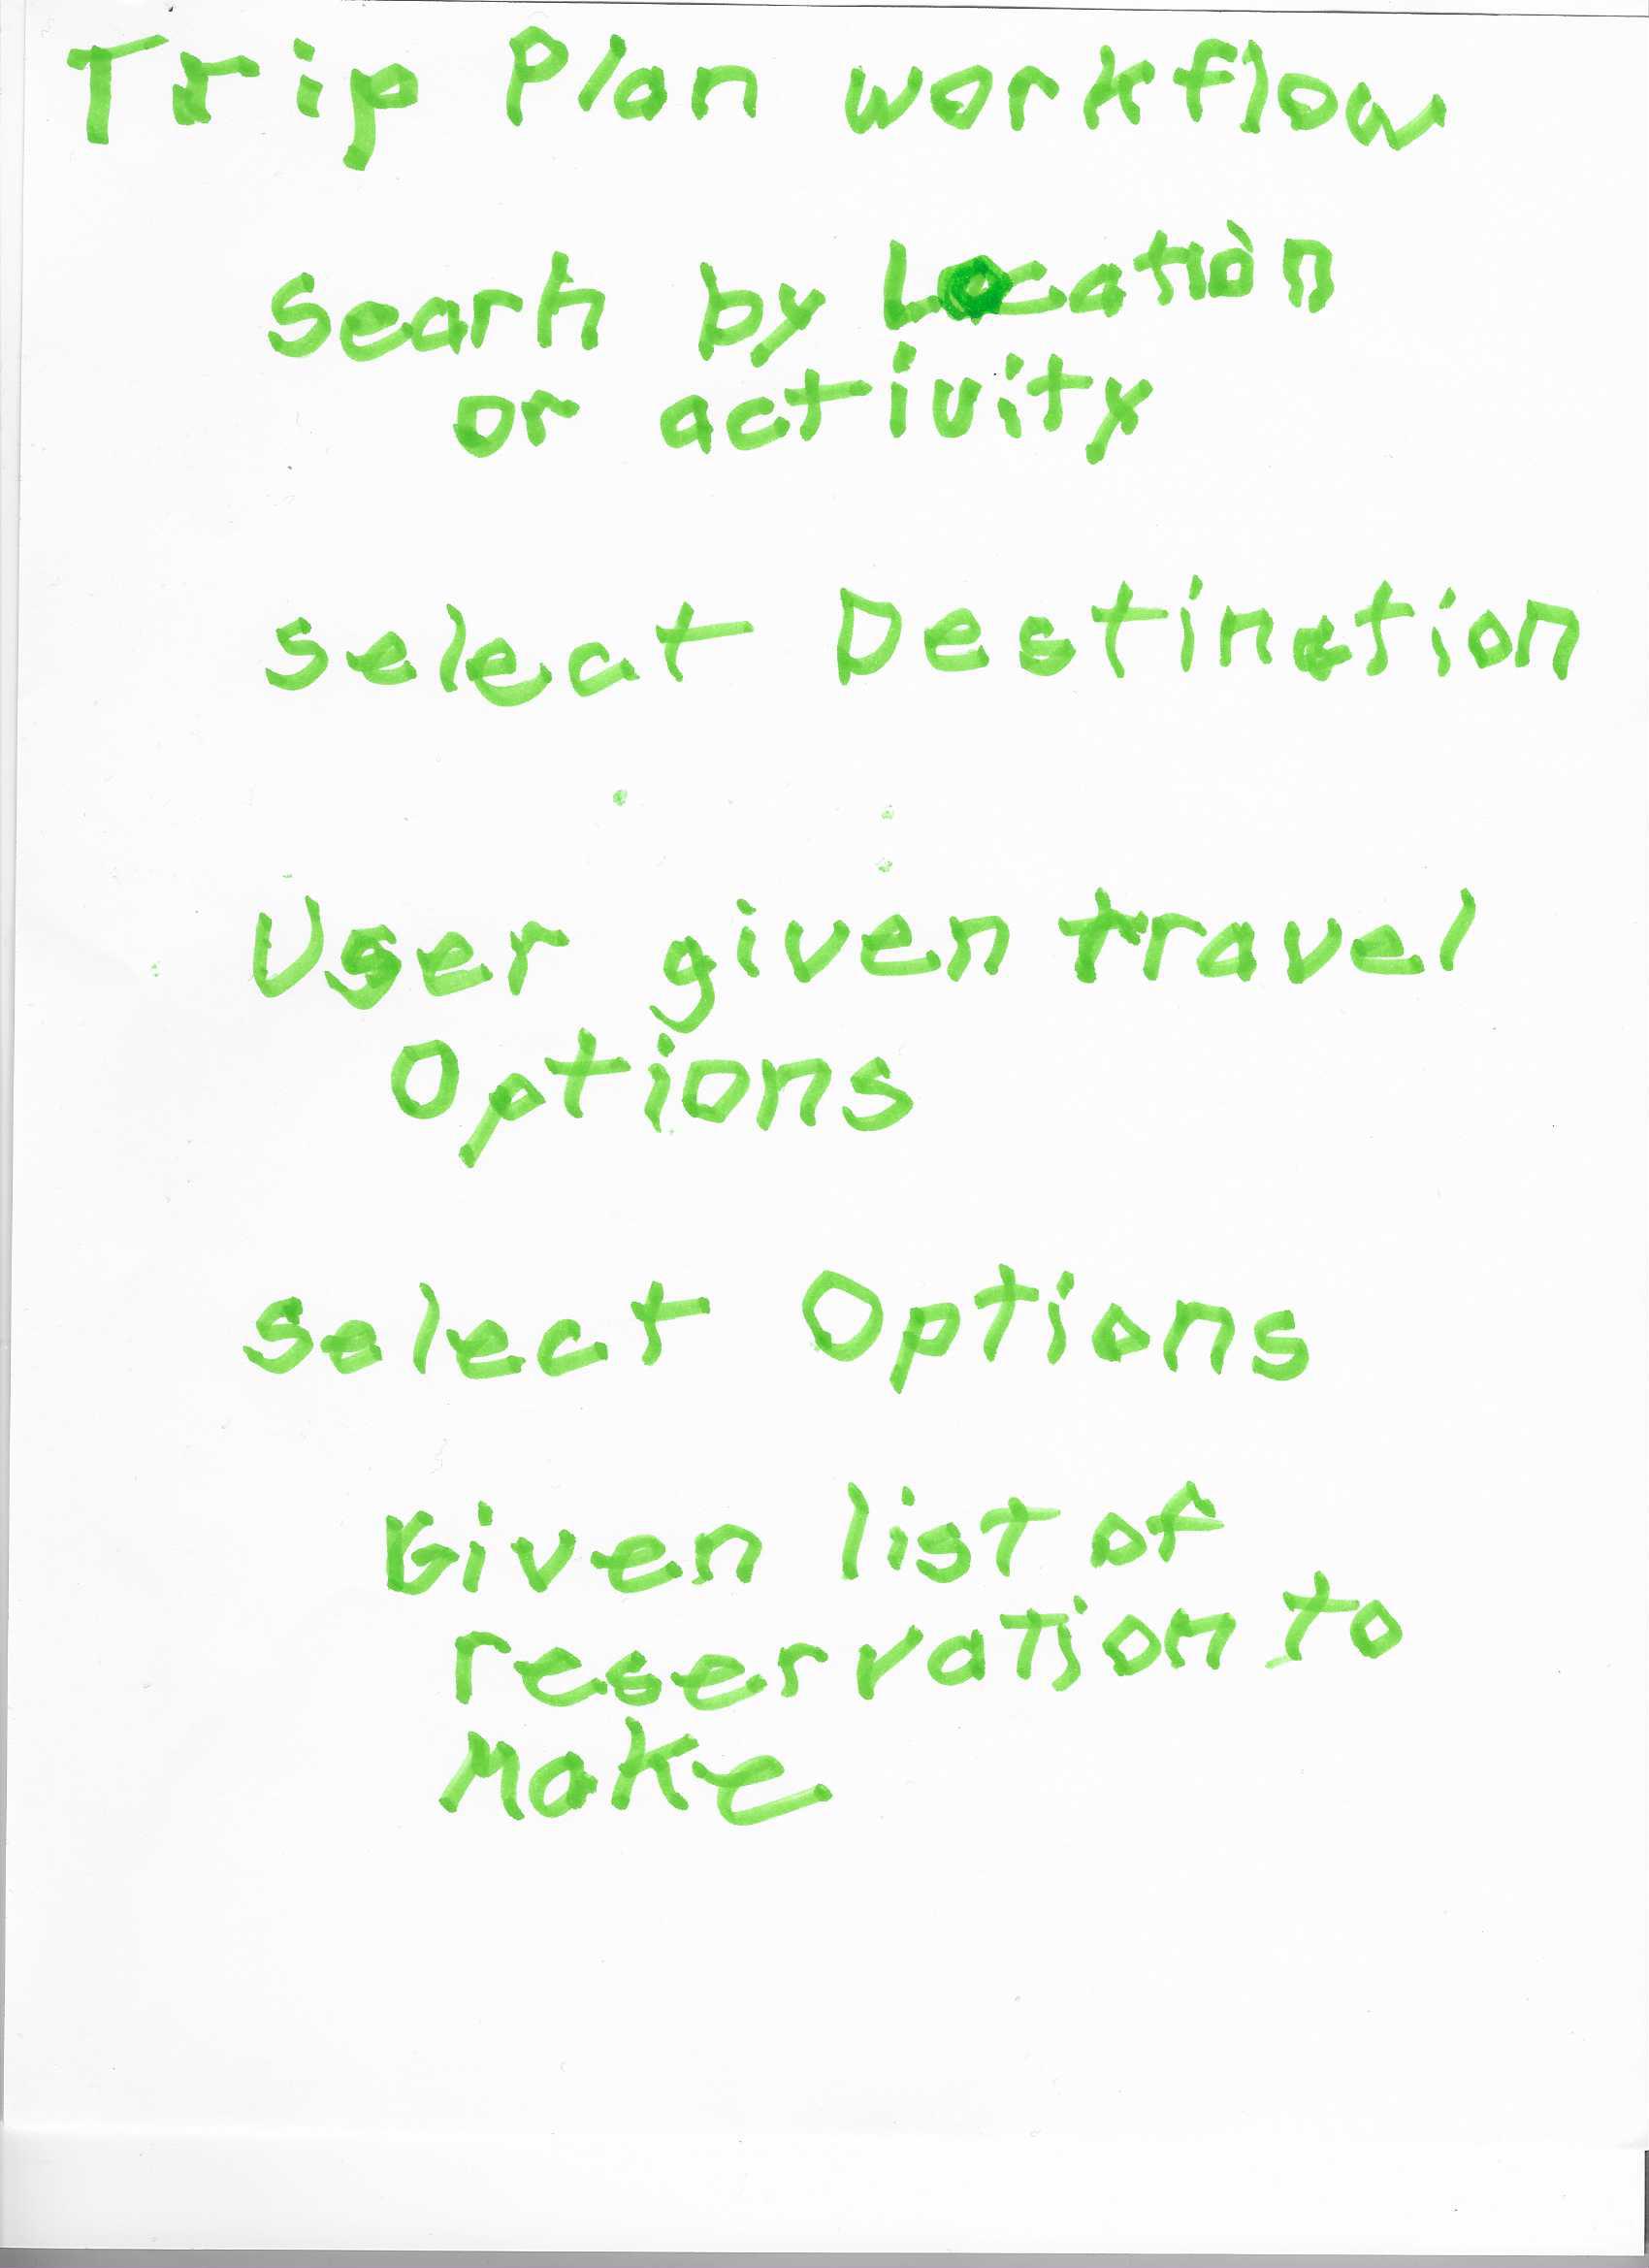 Trip Plan workflow
Searh by Location
or activity
select Destination
User given travel
Options
select Options
Given list of
reservation to
Make